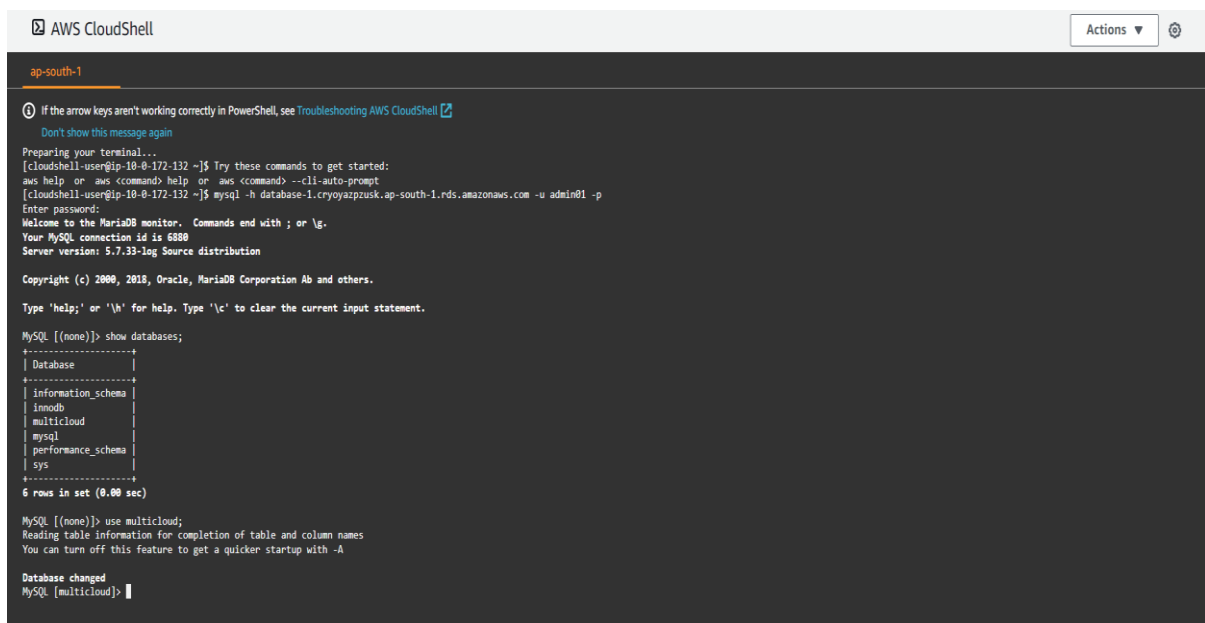 AWS CloudShell
Actions ▼
ap-south-1
If the arrow keys aren't working correctly in PowerShell, see Troubleshooting AWS CloudShell
Don't show this message again
Preparing your terminal...
[cloudshell-user@ip-10-0-172-132 ~]$ Try these commands to get started:
aws help or aws <command> help or aws <command> --cli-auto-prompt
[cloudshell-user@ip-10-0-172-132 ~]$ mysql -h database-1.cryoyazpzusk.ap-south-1.rds.amazonaws.com -u admin01 -p
Enter password:
Welcome to the MariaDB monitor.  Commands end with ; or \g.
Your MySQL connection id is 6880
Server version: 5.7.33-log Source distribution
Copyright (c) 2000, 2018, Oracle, MariaDB Corporation Ab and others.
Type 'help;' or '\h' for help. Type '\c' to clear the current input statement.
MySQL [(none)]> show databases;
+--------------------+
| Database           |
+--------------------+
| information_schema |
| innodb             |
| multicloud         |
| mysql              |
| performance_schema |
| sys                |
+--------------------+
6 rows in set (0.00 sec)
MySQL [(none)]> use multicloud;
Reading table information for completion of table and column names
You can turn off this feature to get a quicker startup with -A
Database changed
MySQL [multicloud]>